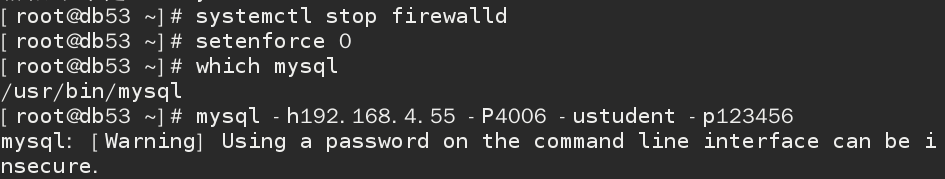 [root@db53 ~]# systemctl stop firewalld
[root@db53 ~]# setenforce 0
[root@db53 ~]# which mysql
/usr/bin/mysql
[root@db53 ~]# mysql -h192.168.4.55 -P4006 -ustudent -p123456
mysql: [Warning] Using a password on the command line interface can be i
nsecure.